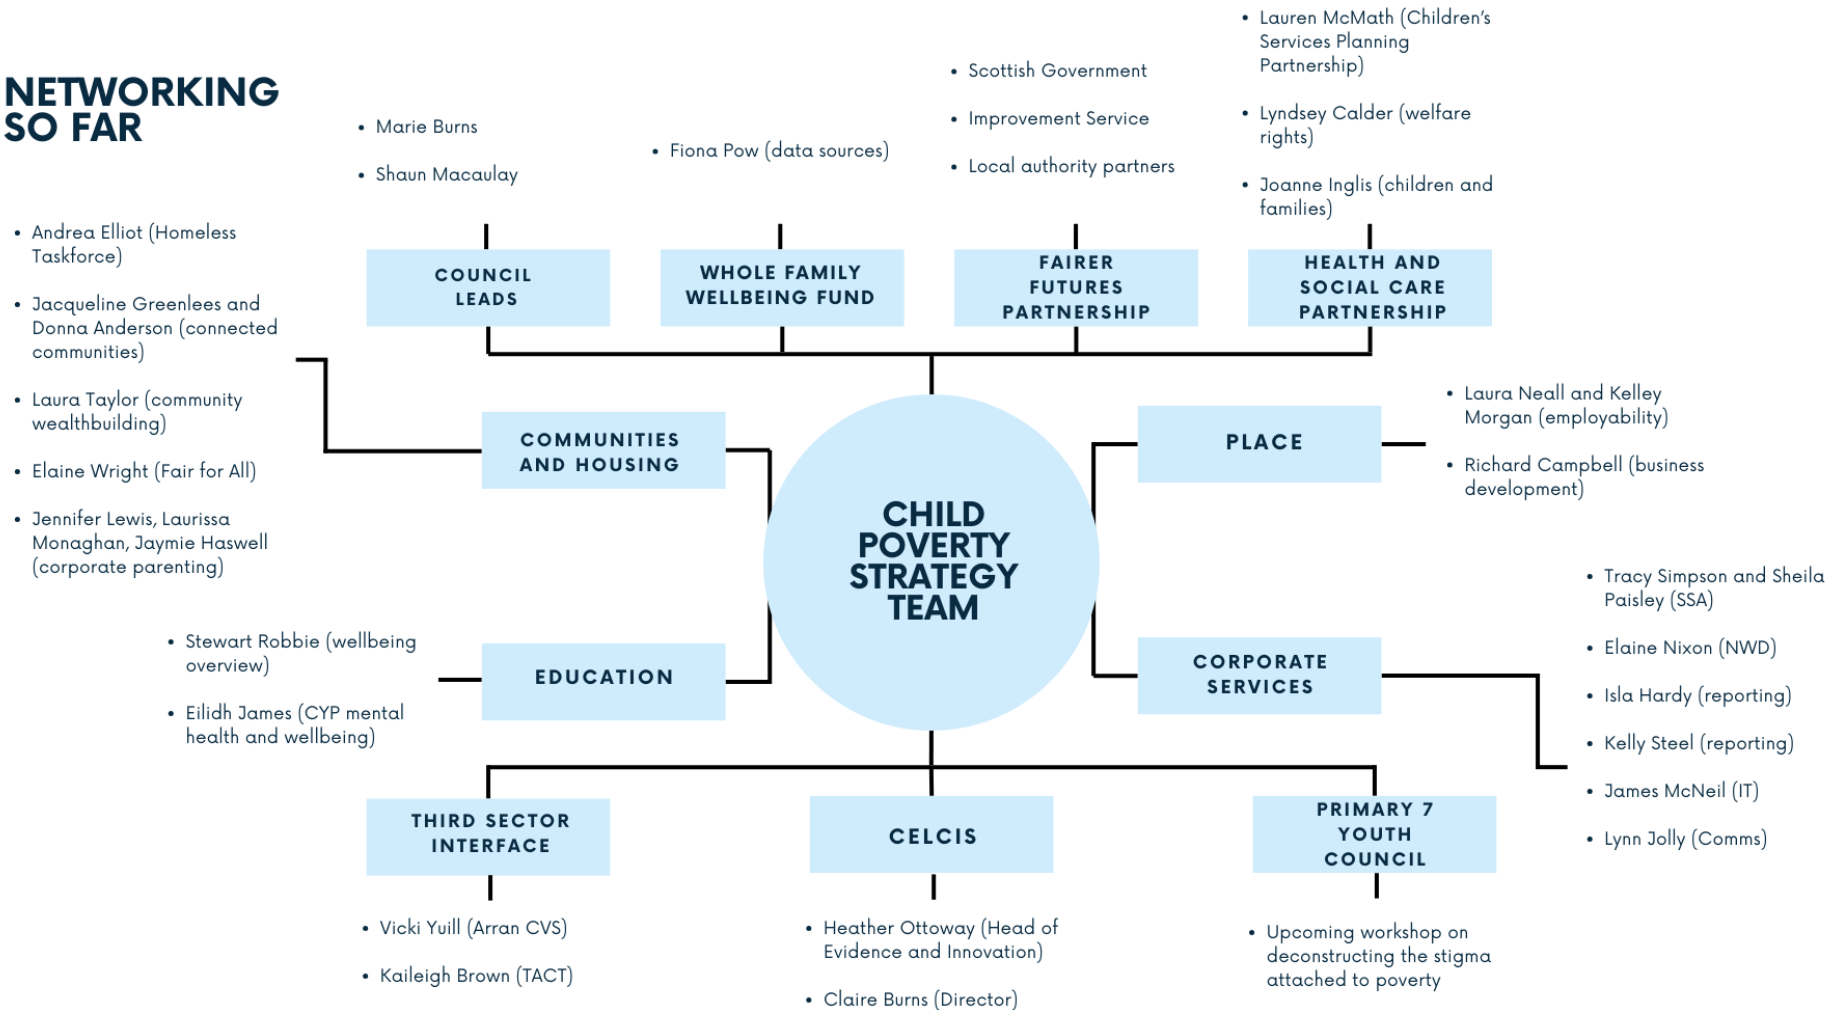 NETWORKING
SO FAR
• Marie Burns
• Shaun Macaulay
• Fiona Pow (data sources)
• Scottish Government
• Improvement Service
• Local authority partners
• Lauren McMath (Children's
Services Planning
Partnership)
• Lyndsey Calder (welfare
rights)
• Joanne Inglis (children and
families)
COUNCIL
LEADS
WHOLE FAMILY
WELLBEING FUND
FAIRER
FUTURES
PARTNERSHIP
HEALTH AND
SOCIAL CARE
PARTNERSHIP
• Andrea Elliot (Homeless
Taskforce)
• Jacqueline Greenlees and
Donna Anderson (connected
communities)
• Laura Taylor (community
wealthbuilding)
• Elaine Wright (Fair for All)
• Jennifer Lewis, Laurissa
Monaghan, Jaymie Haswell
(corporate parenting)
COMMUNITIES
AND HOUSING
PLACE
• Laura Neall and Kelley
Morgan (employability)
• Richard Campbell (business
development)
CHILD
POVERTY
STRATEGY
TEAM
• Stewart Robbie (wellbeing
overview)
• Eilidh James (CYP mental
health and wellbeing)
EDUCATION
CORPORATE
SERVICES
• Tracy Simpson and Sheila
Paisley (SSA)
• Elaine Nixon (NWD)
• Isla Hardy (reporting)
• Kelly Steel (reporting)
• James McNeil (IT)
• Lynn Jolly (Comms)
THIRD SECTOR
INTERFACE
CELCIS
PRIMARY 7
YOUTH
COUNCIL
• Vicki Yuill (Arran CVS)
• Kaileigh Brown (TACT)
• Heather Ottoway (Head of
Evidence and Innovation)
• Claire Burns (Director)
• Upcoming workshop on
deconstructing the stigma
attached to poverty